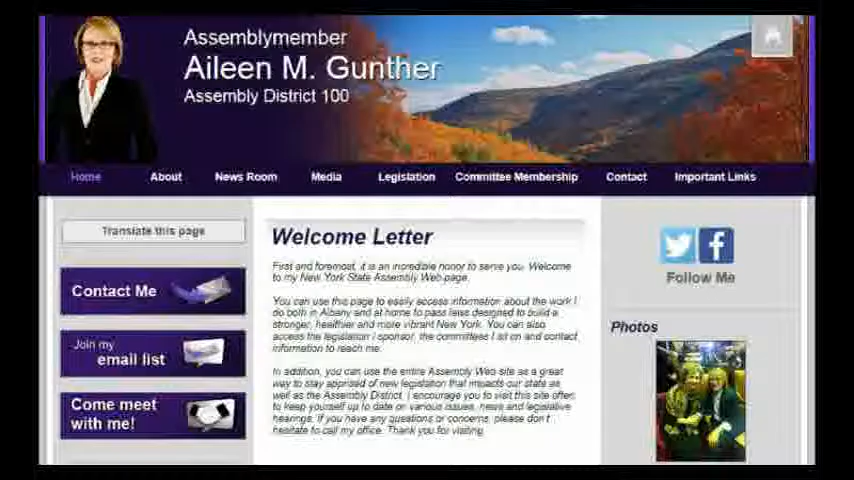 Assemblymember
Aileen M. Gunther
Assembly District 100
Home About News Room Media Legislation Committee Membership Contact Important Links
Translate this page
Contact Me
Join my
email list
Come meet
with me!
Welcome Letter
First and foremost, it is an incredible honor to serve you. Welcome
to my New York State Assembly Web page.
You can use this page to easily access information about the work I
do both in Albany and at home to pass laws designed to build a
stronger, healthier and more vibrant New York. You can also
access the legislation I sponsor, the committees I sit on and contact
information to reach me.
In addition, you can use the entire Assembly Web site as a great
way to stay apprised of new legislation that impacts our state as
well as the Assembly District. I encourage you to visit this site often
to keep yourself up to date on various issues, news and legislative
hearings. If you have any questions or concerns, please don't
hesitate to call my office. Thank you for visiting.
Follow Me
Photos